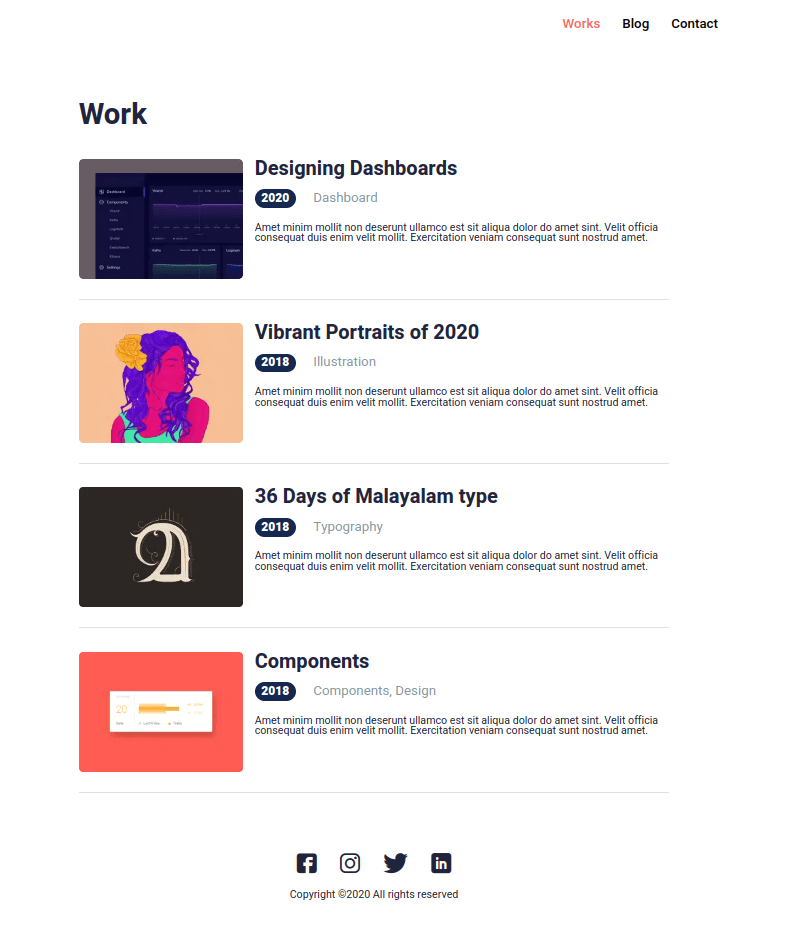 Works Blog Contact
Work
Designing Dashboards
2020 Dashboard
Amet minim mollit non deserunt ullamco est sit aliqua dolor do amet sint. Velit officia
consequat duis enim velit mollit. Exercitation veniam consequat sunt nostrud amet.
Dashboard
Components
Settings
Vibrant Portraits of 2020
2018 Illustration
Amet minim mollit non deserunt ullamco est sit aliqua dolor do amet sint. Velit officia
consequat duis enim velit mollit. Exercitation veniam consequat sunt nostrud amet.
36 Days of Malayalam type
2018 Typography
Amet minim mollit non deserunt ullamco est sit aliqua dolor do amet sint. Velit officia
consequat duis enim velit mollit. Exercitation veniam consequat sunt nostrud amet.
Components
2018 Components, Design
Amet minim mollit non deserunt ullamco est sit aliqua dolor do amet sint. Velit officia
consequat duis enim velit mollit. Exercitation veniam consequat sunt nostrud amet.
20
Copyright ©2020 All rights reserved